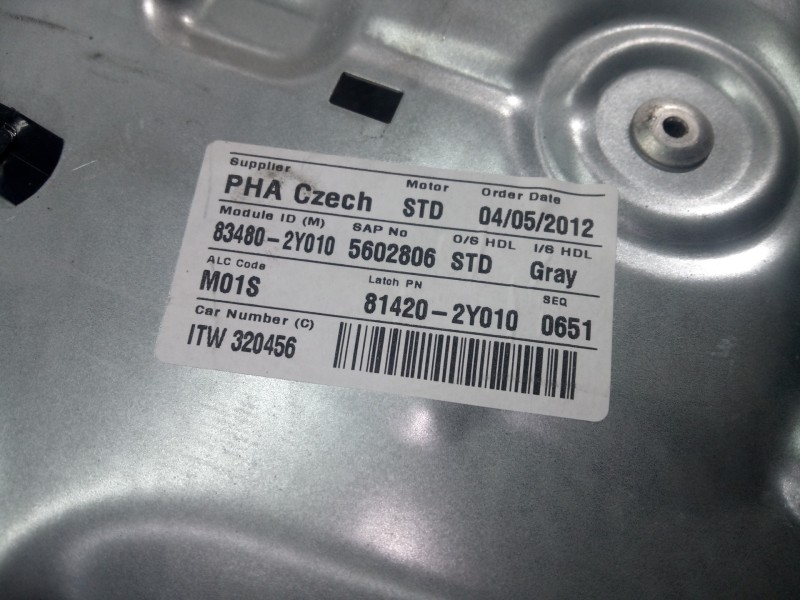 Supplier Motor Order Date
PHA Czech STD 04/05/2012
Module ID (M) SAP No O/S HDL I/S HDL
83480-2Y010 5602806 STD Gray
ALC Code Latch PN SEQ
M01S 81420-2Y010 0651
Car Number (C)
ITW 320456